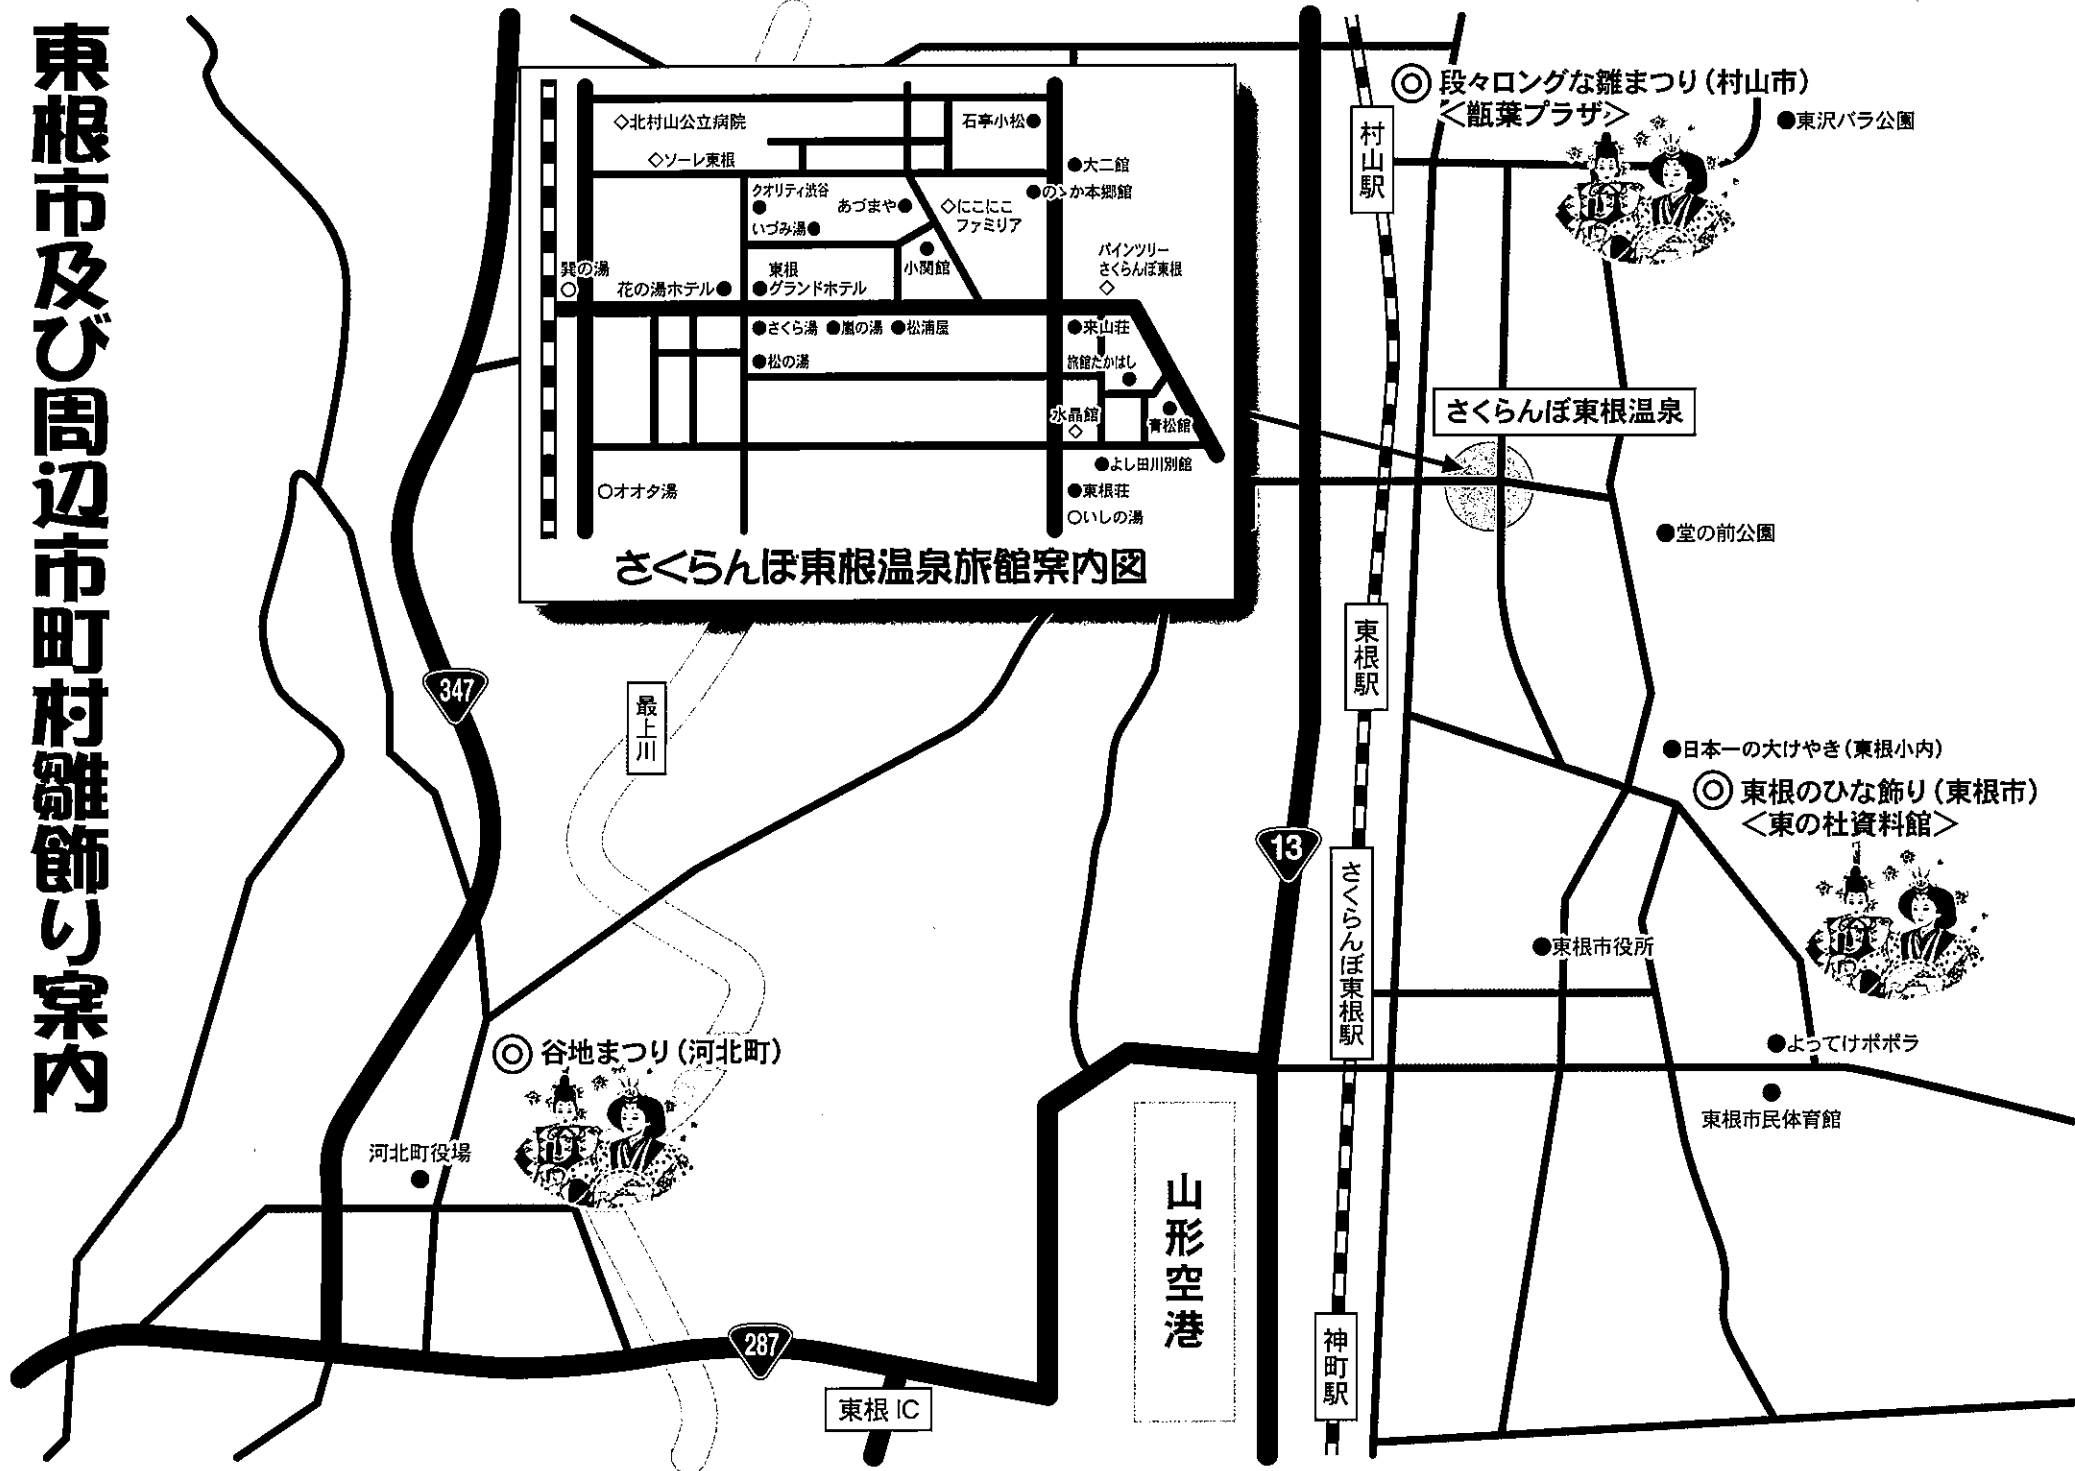 東根市及び周辺市町村雛飾り案内
◇北村山公立病院
石亭小松●
◇ソーレ東根
●大二館
クオリティ渋谷
●
●のゝか本郷館
あづまや●
◇にこにこ
ファミリア
いづみ湯●
●
小関館
パインツリー
さくらんぼ東根
◇
巽の湯
○
花の湯ホテル●
東根
●グランドホテル
●さくら湯
●嵐の湯
●松浦屋
●来山荘
●松の湯
旅館たかはし
●
水晶館
◇
●
青松館
●よし田川別館
○オオタ湯
●東根荘
○いしの湯
さくらんぼ東根温泉旅館案内図
◎段々ロングな雛まつり(村山市)
<甑葉プラザ>
●東沢バラ公園
村山駅
さくらんぼ東根温泉
●堂の前公園
東根駅
347
最上川
●日本一の大けやき(東根小内)
◎東根のひな飾り(東根市)
<東の杜資料館>
13
さくらんぼ東根駅
●東根市役所
◎谷地まつり(河北町)
●よってけポポラ
●
東根市民体育館
河北町役場
●
山形空港
287
東根IC
神町駅